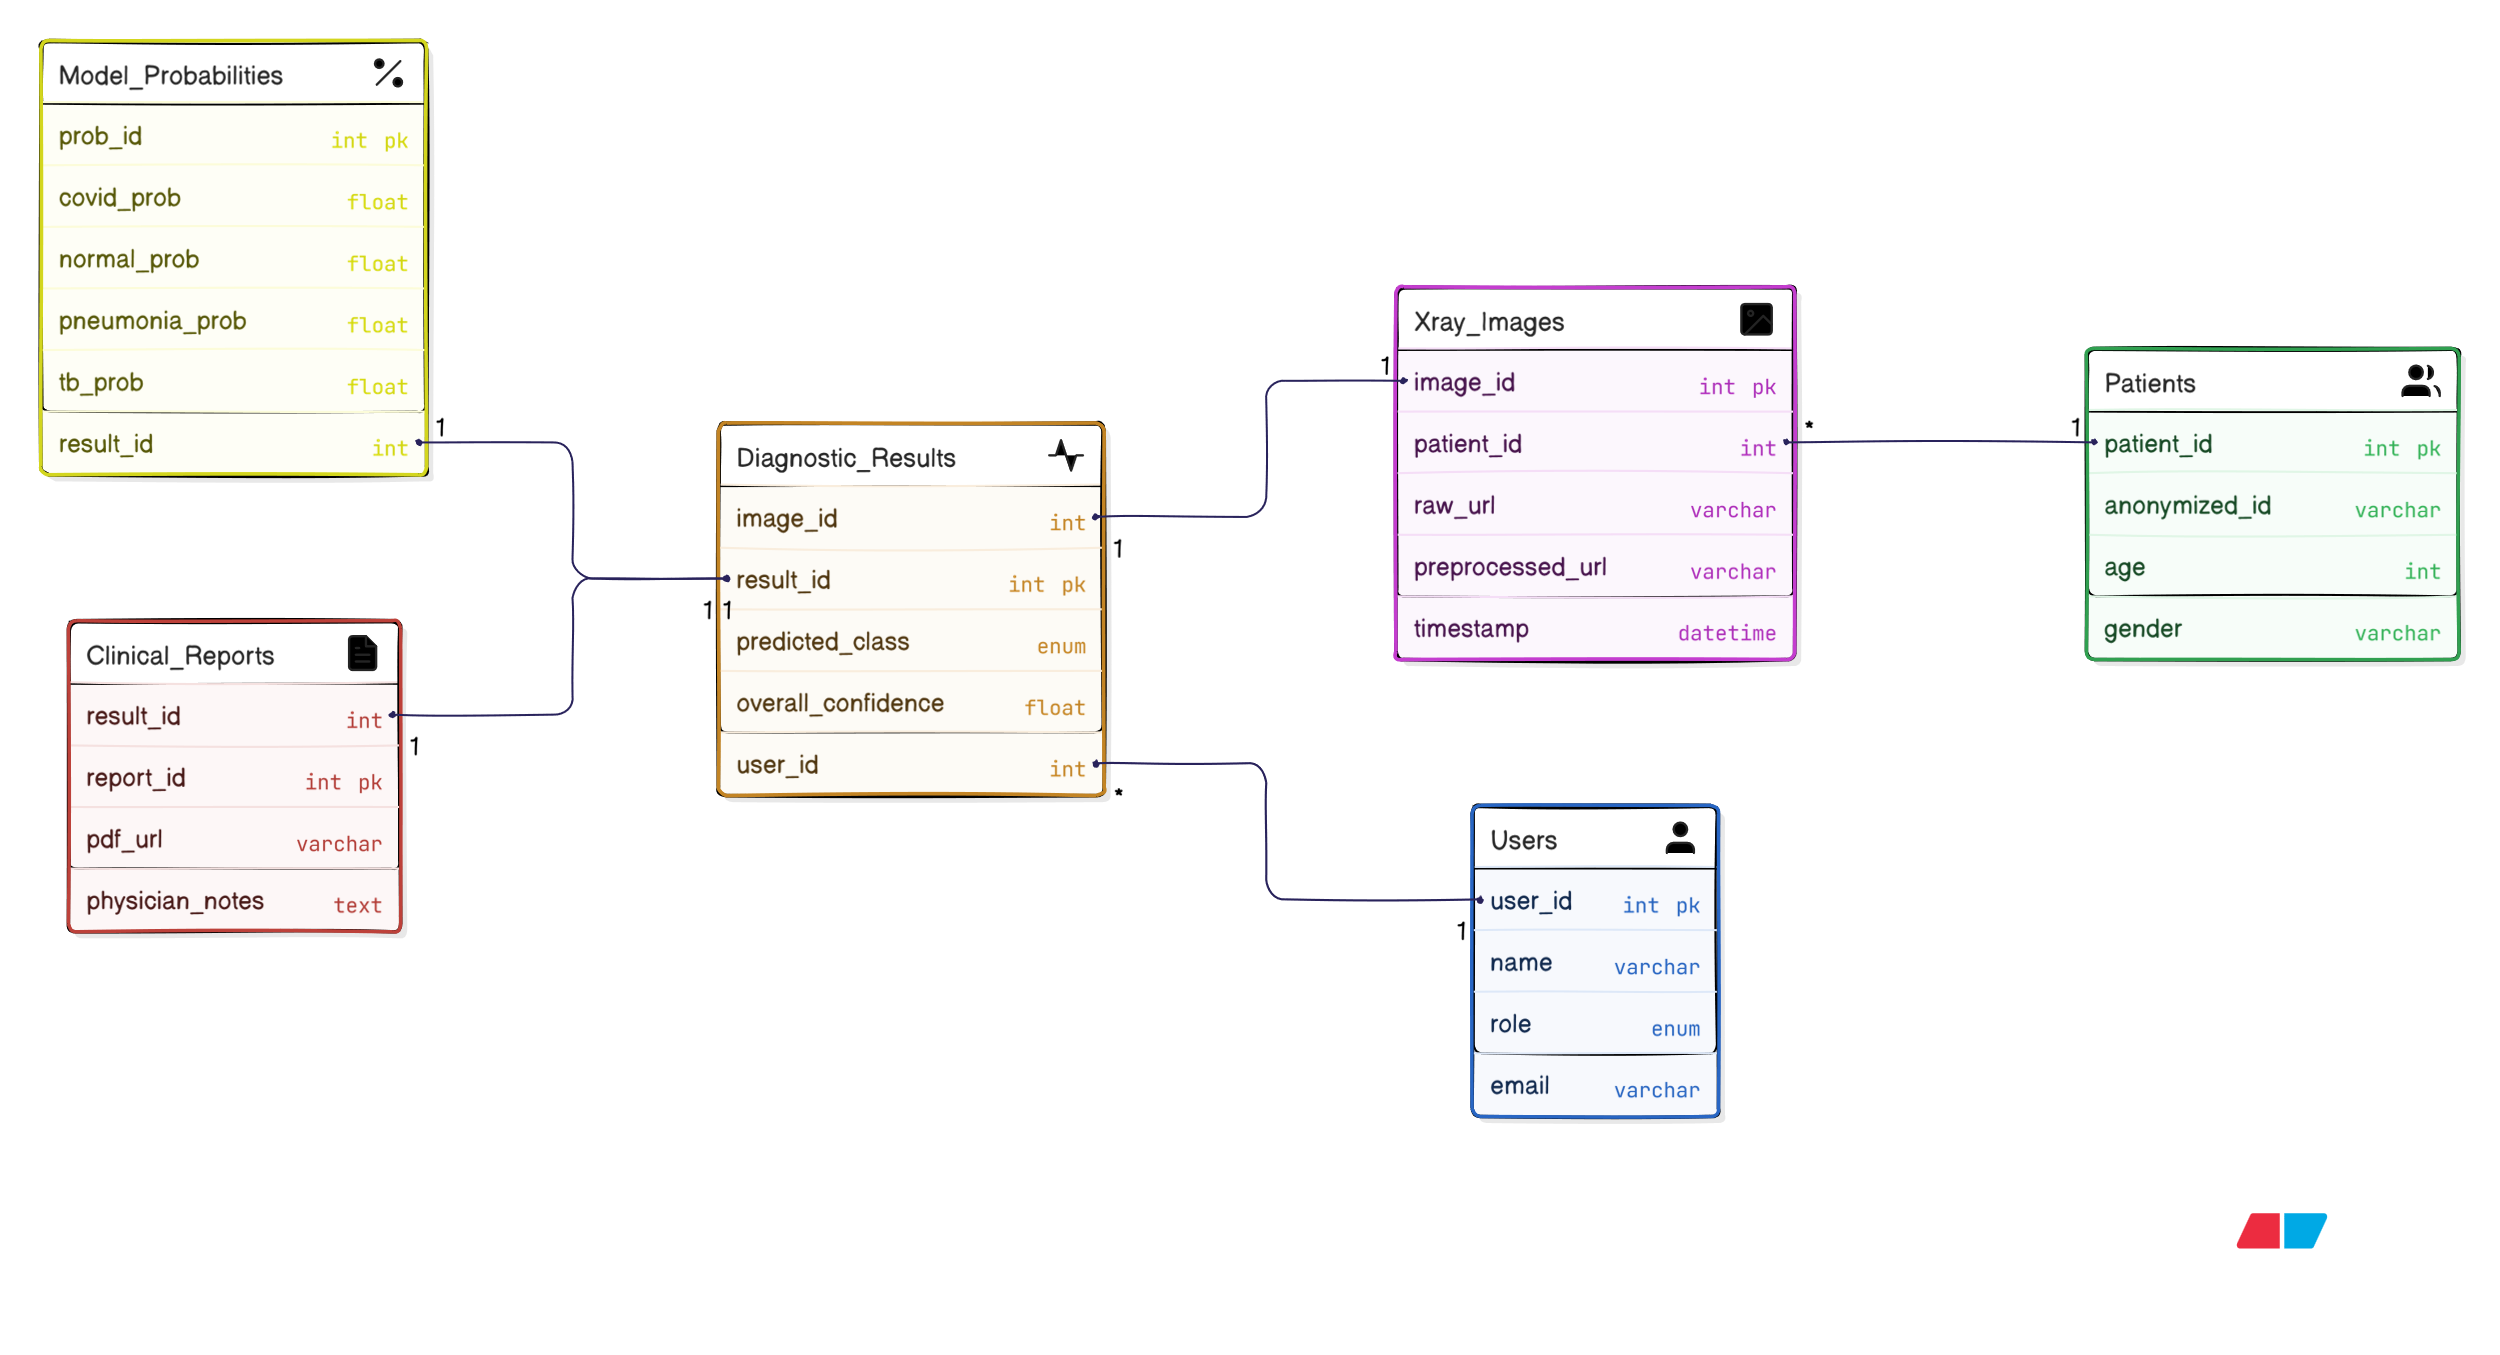 Model_Probabilities
prob_id int pk
covid_prob float
normal_prob float
pneumonia_prob float
tb_prob float
result_id int
1
Clinical_Reports
result_id int
1
report_id int pk
pdf_url varchar
physician_notes text
Diagnostic_Results
image_id int
1
result_id int pk
1 1
predicted_class enum
overall_confidence float
user_id int
*
Xray_Images
1
image_id int pk
patient_id int
*
raw_url varchar
preprocessed_url varchar
timestamp datetime
Patients
1
patient_id int pk
anonymized_id varchar
age int
gender varchar
Users
user_id int pk
1
name varchar
role enum
email varchar